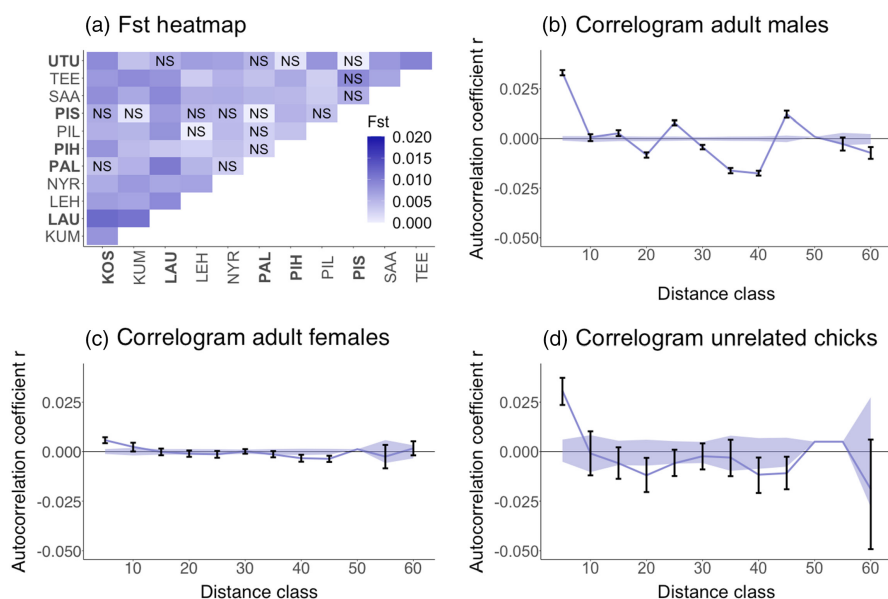 (a) Fst heatmap
UTU NS NS NS NS
TEE NS
SAA NS
PIS NS NS NS NS NS NS
PIL NS NS
PIH NS
PAL NS NS
NYR
LEH
LAU
KUM
KOS KUM LAU LEH NYR PAL PIH PIL PIS SAA TEE
Fst
0.020
0.015
0.010
0.005
0.000
(b) Correlogram adult males
Autocorrelation coefficient r
0.025
0.000
-0.025
-0.050
10 20 30 40 50 60
Distance class
(c) Correlogram adult females
Autocorrelation coefficient r
0.025
0.000
-0.025
-0.050
10 20 30 40 50 60
Distance class
(d) Correlogram unrelated chicks
Autocorrelation coefficient r
0.025
0.000
-0.025
-0.050
10 20 30 40 50 60
Distance class